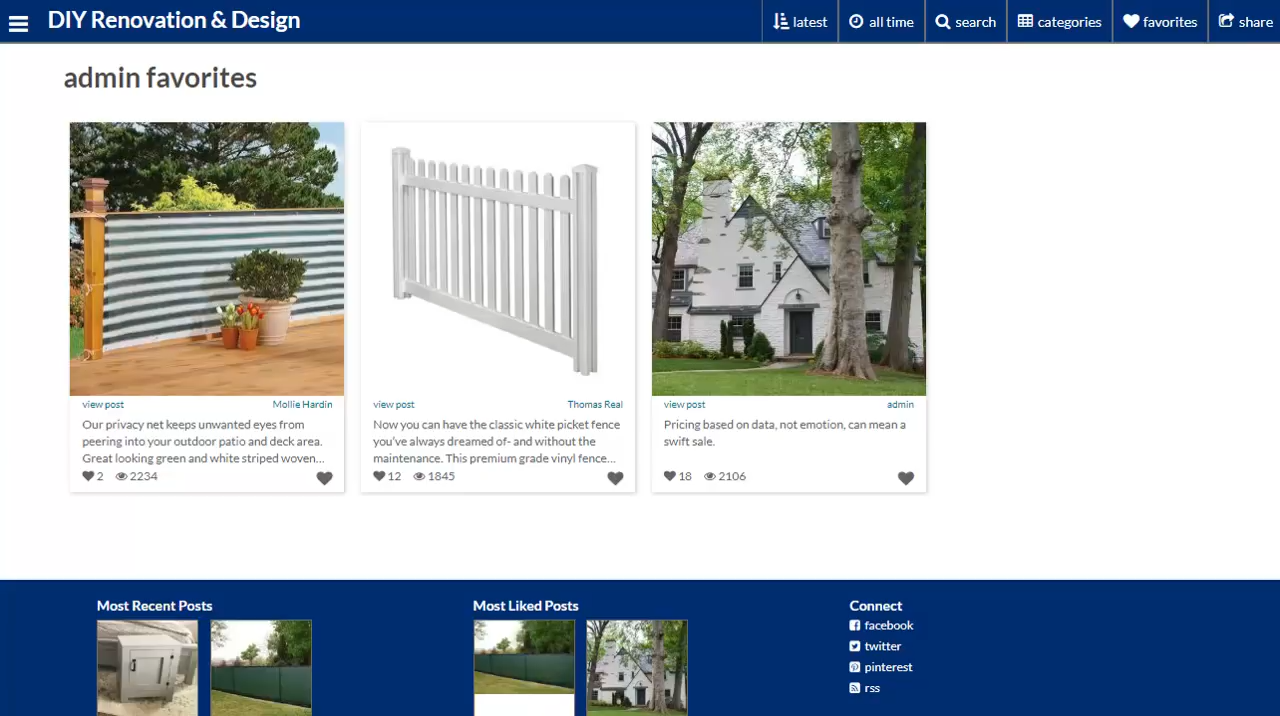 DIY Renovation & Design
latest
all time
search
categories
favorites
share
admin favorites
view post
Mollie Hardin
Our privacy net keeps unwanted eyes from
peering into your outdoor patio and deck area.
Great looking green and white striped woven...
2
2234
view post
Thomas Real
Now you can have the classic white picket fence
you've always dreamed of- and without the
maintenance. This premium grade vinyl fence...
12
1845
view post
admin
Pricing based on data, not emotion, can mean a
swift sale.
18
2106
Most Recent Posts
Most Liked Posts
Connect
facebook
twitter
pinterest
rss